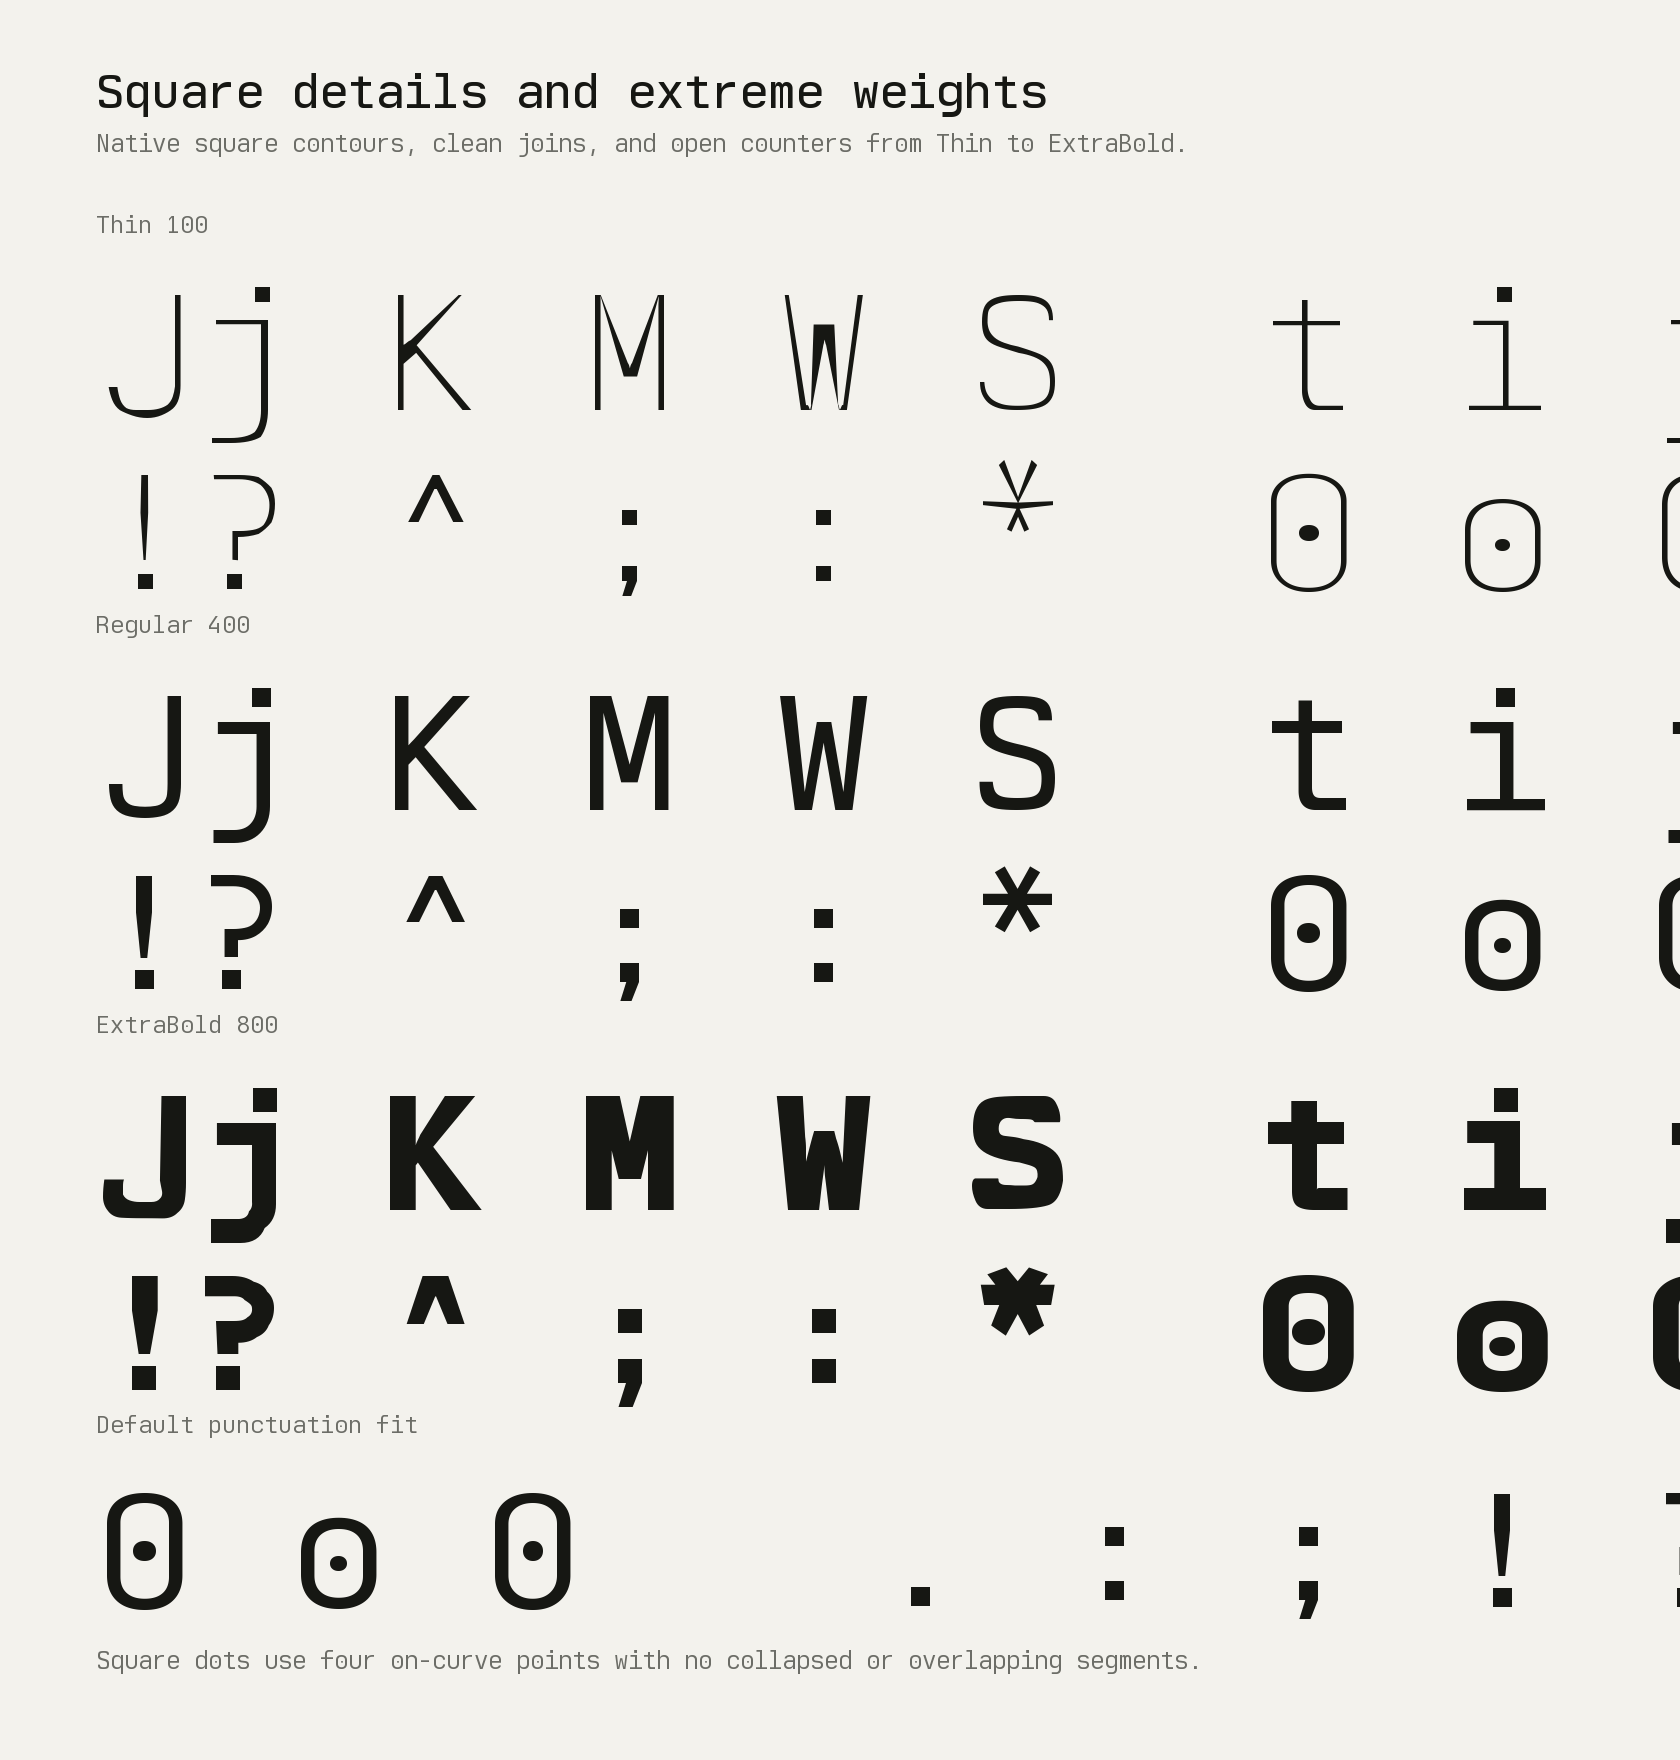 Square details and extreme weights
Native square contours, clean joins, and open counters from Thin to ExtraBold.
Thin 100
Jj K M W S t i
!? ^ ; : * 0 o
Regular 400
Jj K M W S t i
!? ^ ; : * 0 o
ExtraBold 800
Jj K M W S t i
!? ^ ; : * 0 o
Default punctuation fit
0 o O . : ; !
Square dots use four on-curve points with no collapsed or overlapping segments.